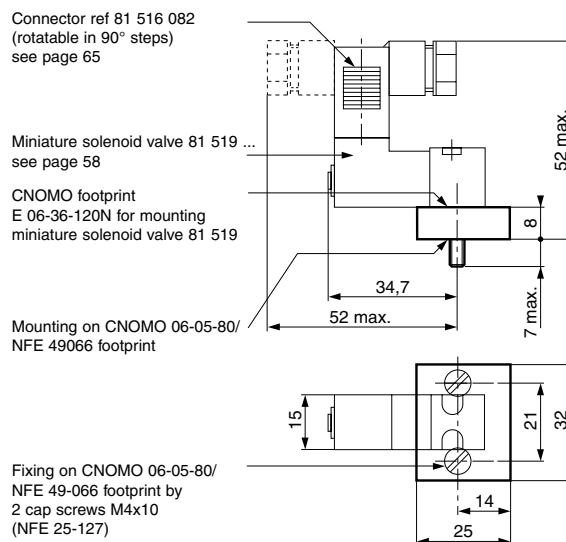 Connector ref 81 516 082
(rotatable in 90° steps)
see page 65
Miniature solenoid valve 81 519 ...
see page 58
CNOMO footprint
E 06-36-120N for mounting
miniature solenoid valve 81 519
Mounting on CNOMO 06-05-80/
NFE 49066 footprint
Fixing on CNOMO 06-05-80/
NFE 49-066 footprint by
2 cap screws M4x10
(NFE 25-127)
52 max.
8
7 max.
34,7
52 max.
15
21
32
14
25